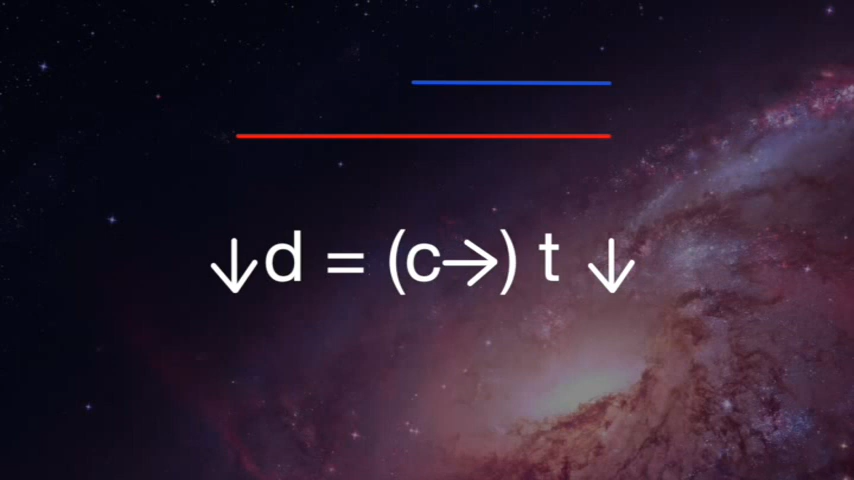 ↓d = (c→) t ↓